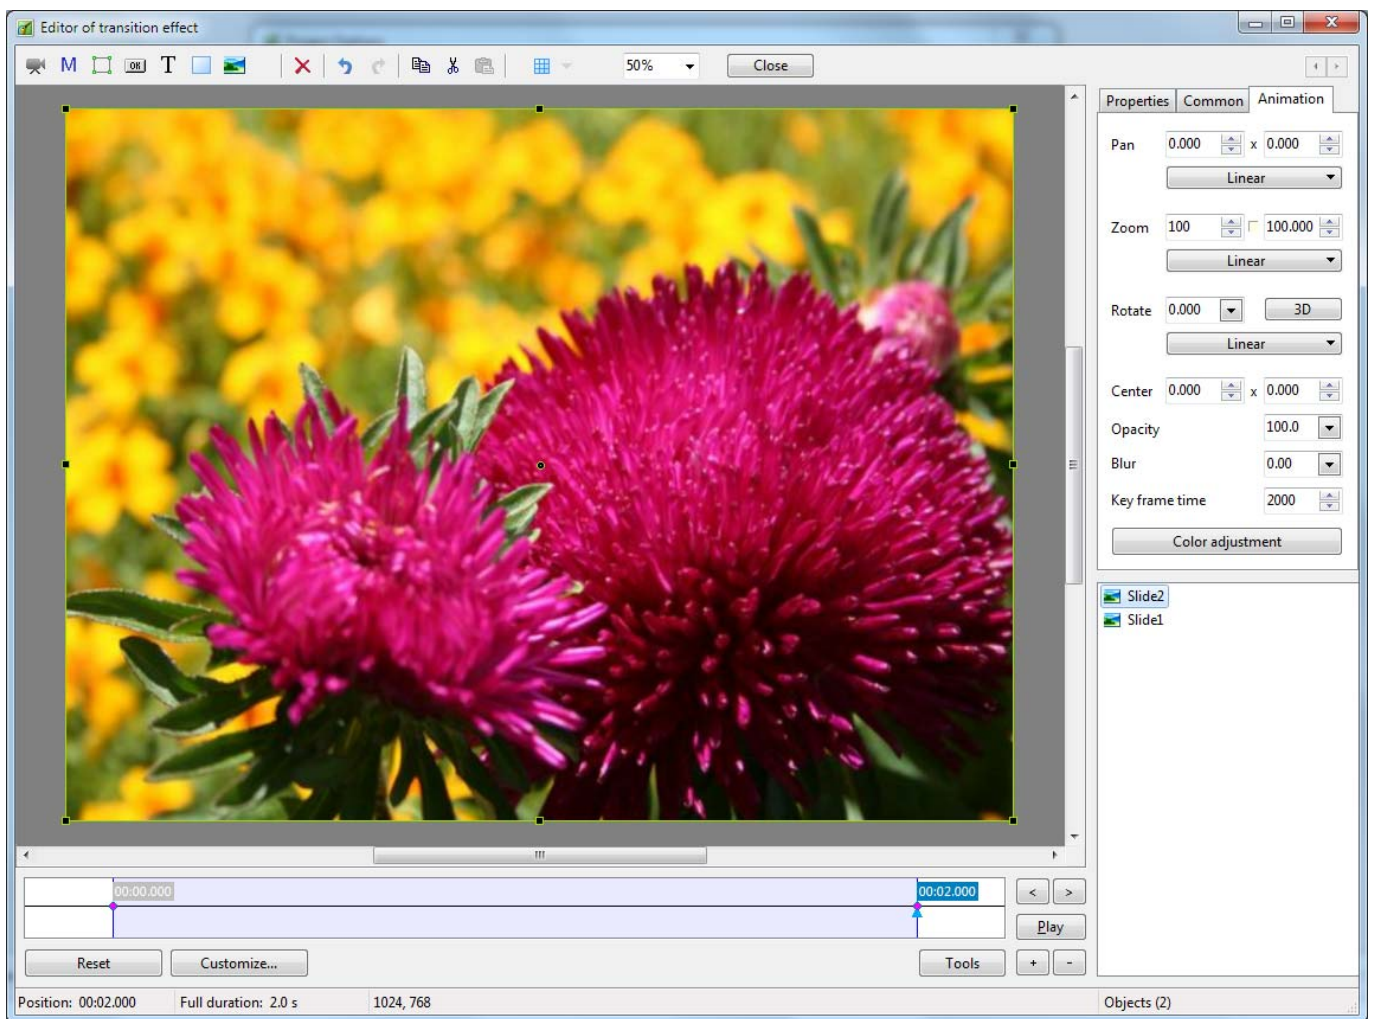 Editor of transition effect
M OK T 50% Close
Properties Common Animation
Pan 0.000 x 0.000
Linear
Zoom 100 100.000
Linear
Rotate 0.000 3D
Linear
Center 0.000 x 0.000
Opacity 100.0
Blur 0.00
Key frame time 2000
Color adjustment
Slide2
Slide1
00:00.000 00:02.000 < >
Play
Reset Customize... Tools + -
Position: 00:02.000 Full duration: 2.0 s 1024, 768 Objects (2)